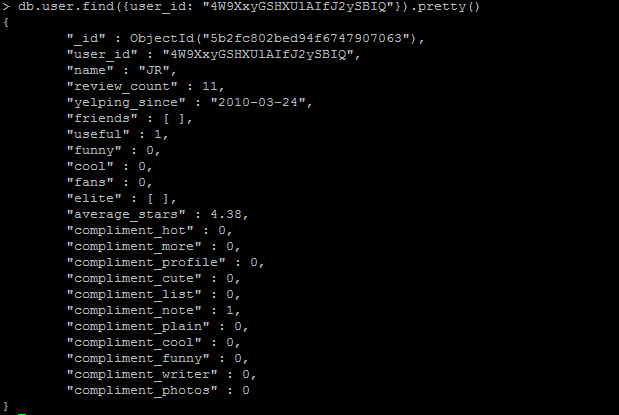 > db.user.find({user_id: "4W9XxyGSHXUlAIfJ2ySBIQ"}).pretty()
{
"_id" : ObjectId("5b2fc802bed94f6747907063"),
"user_id" : "4W9XxyGSHXUlAIfJ2ySBIQ",
"name" : "JR",
"review_count" : 11,
"yelping_since" : "2010-03-24",
"friends" : [ ],
"useful" : 1,
"funny" : 0,
"cool" : 0,
"fans" : 0,
"elite" : [ ],
"average_stars" : 4.38,
"compliment_hot" : 0,
"compliment_more" : 0,
"compliment_profile" : 0,
"compliment_cute" : 0,
"compliment_list" : 0,
"compliment_note" : 1,
"compliment_plain" : 0,
"compliment_cool" : 0,
"compliment_funny" : 0,
"compliment_writer" : 0,
"compliment_photos" : 0
}